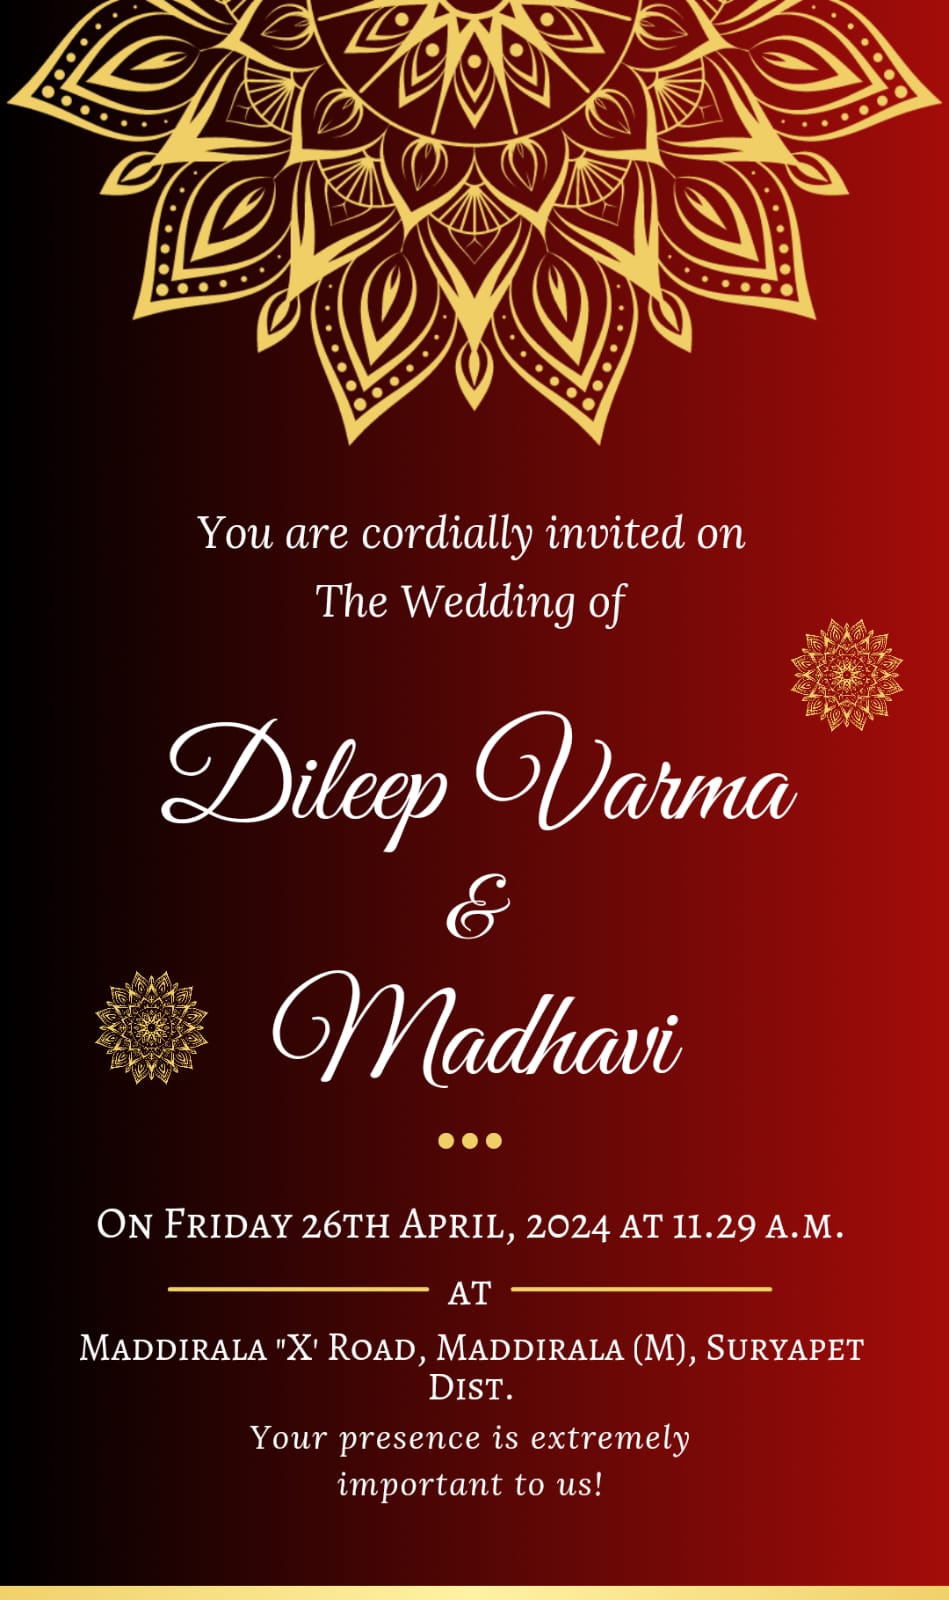 You are cordially invited on
The Wedding of
Dileep Varma
&
Madhavi
On Friday 26th April, 2024 at 11.29 a.m.
at
Maddirala "X' Road, Maddirala (M), Suryapet
Dist.
Your presence is extremely
important to us!